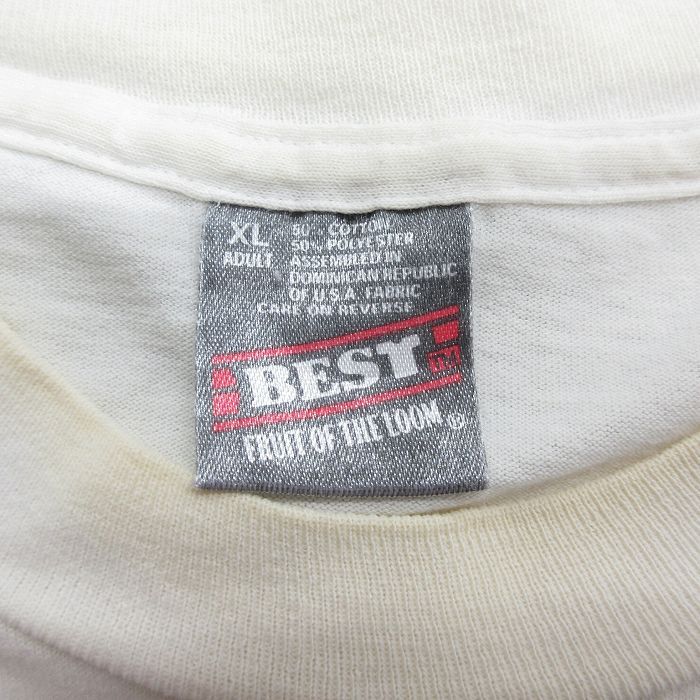 XL
ADULT
50% COTTON
50% POLYESTER
ASSEMBLED IN
DOMINICAN REPUBLIC
OF U.S.A. FABRIC
CARE ON REVERSE
BEST TM
FRUIT OF THE LOOM ®